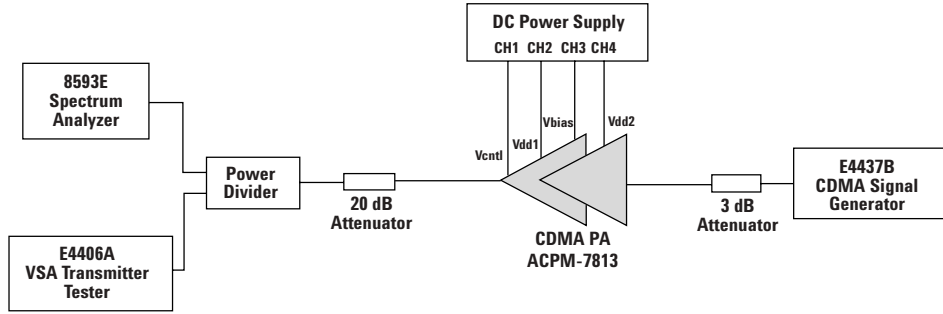 DC Power Supply
CH1 CH2 CH3 CH4
8593E
Spectrum
Analyzer
Vcntl
Vdd1
Vbias
Vdd2
Power
Divider
20 dB
Attenuator
3 dB
Attenuator
E4437B
CDMA Signal
Generator
CDMA PA
ACPM-7813
E4406A
VSA Transmitter
Tester